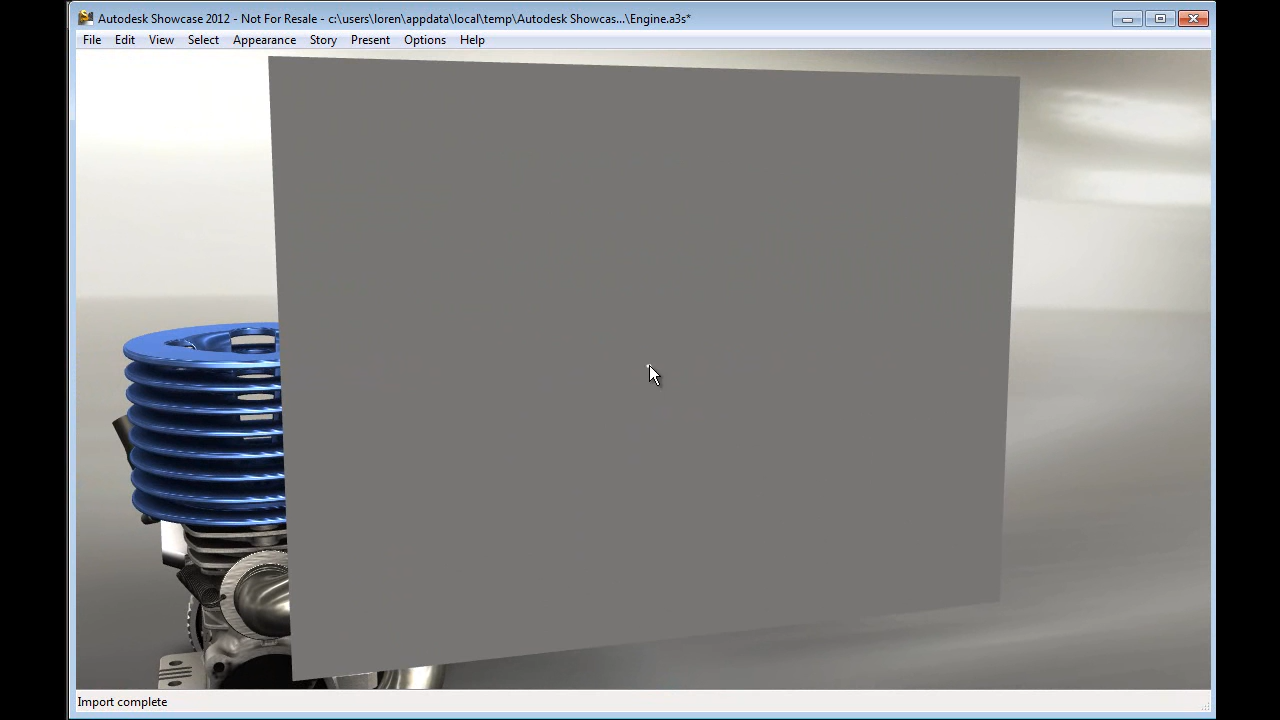 Autodesk Showcase 2012 - Not For Resale - c:\users\loren\appdata\local\temp\Autodesk Showcas...\Engine.a3s*
File Edit View Select Appearance Story Present Options Help
Import complete